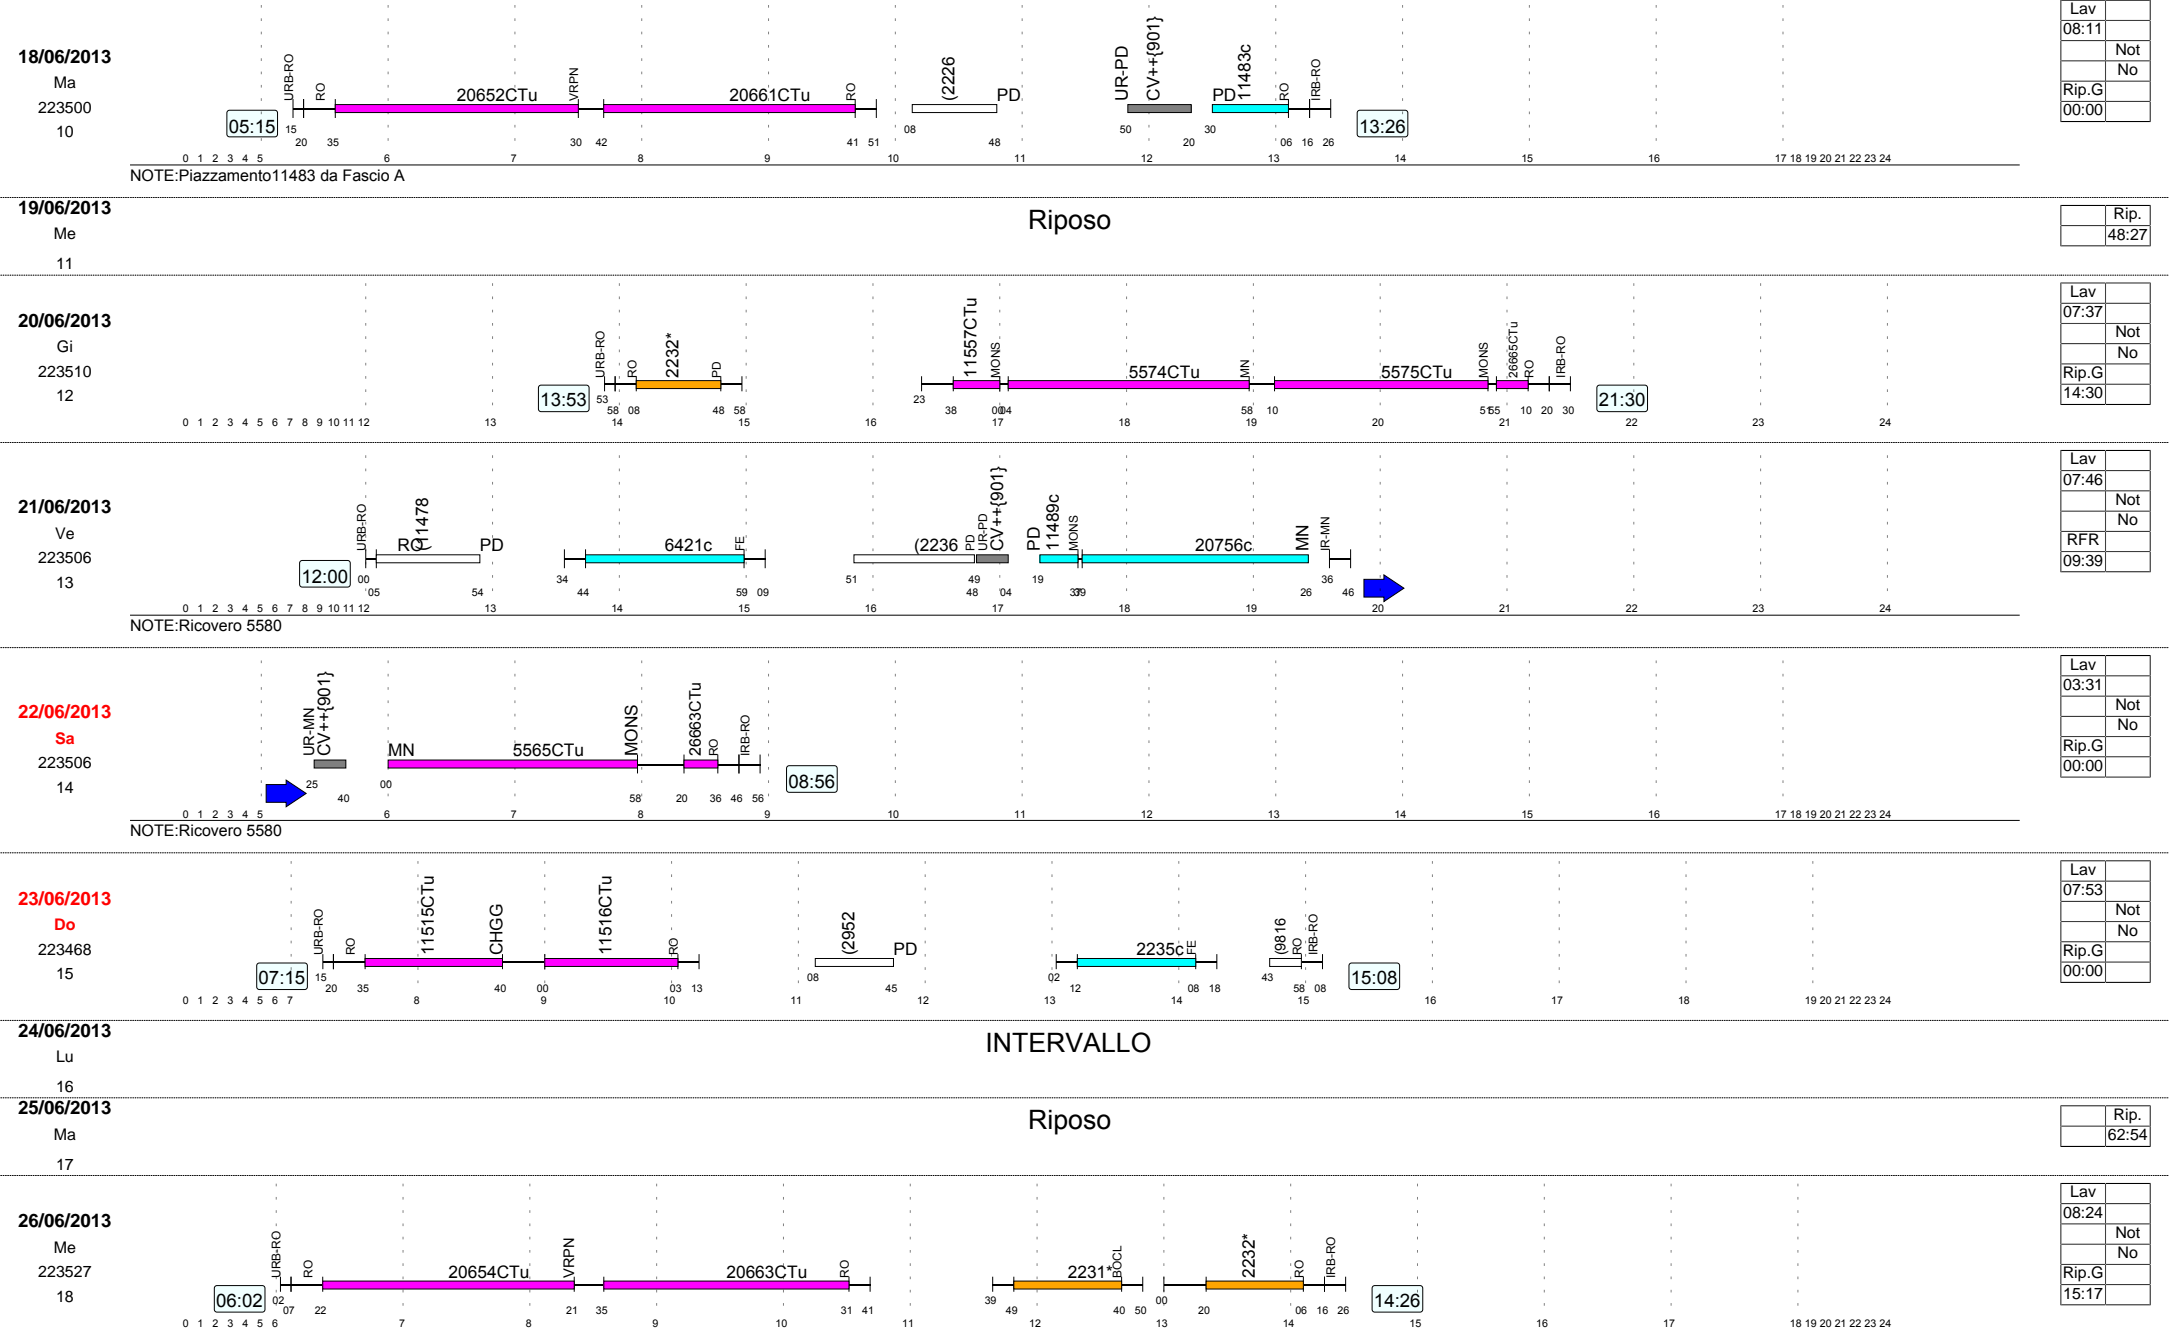 18/06/2013
Ma
223500
10
05:15
URB-RO RO 20652CTu VRPN 20661CTu RO (2226 PD UR-PD CV++{901} PD 11483c RO IRB-RO
13:26
15 20 35 30 42 41 51 08 48 50 20 30 06 16 26
0 1 2 3 4 5 6 7 8 9 10 11 12 13 14 15 16 17 18 19 20 21 22 23 24
NOTE:Piazzamento11483 da Fascio A
Lav
08:11
Not
No
Rip.G
00:00
19/06/2013
Me
11
Riposo
Rip.
48:27
20/06/2013
Gi
223510
12
13:53
URB-RO RO 2232* PD 11557CTu MONS 5574CTu MN 5575CTu MONS 26665CTu RO IRB-RO
21:30
53 58 08 48 58 23 38 00 04 58 10 51 55 10 20 30
0 1 2 3 4 5 6 7 8 9 10 11 12 13 14 15 16 17 18 19 20 21 22 23 24
Lav
07:37
Not
No
Rip.G
14:30
21/06/2013
Ve
223506
13
12:00
URB-RO RO (11478 PD 6421c FE (2236 PD UR-PD CV++{901} PD 11489c MONS 20756c MN IR-MN
00 05 54 34 44 59 09 51 48 49 04 19 37 39 26 36 46
0 1 2 3 4 5 6 7 8 9 10 11 12 13 14 15 16 17 18 19 20 21 22 23 24
NOTE:Ricovero 5580
Lav
07:46
Not
No
RFR
09:39
22/06/2013
Sa
223506
14
UR-MN CV++{901} MN 5565CTu MONS 26663CTu RO IRB-RO
08:56
25 40 00 58 20 36 46 56
0 1 2 3 4 5 6 7 8 9 10 11 12 13 14 15 16 17 18 19 20 21 22 23 24
NOTE:Ricovero 5580
Lav
03:31
Not
No
Rip.G
00:00
23/06/2013
Do
223468
15
07:15
URB-RO RO 11515CTu CHGG 11516CTu RO (2952 PD 2235c FE (9816 RO IRB-RO
15:08
15 20 35 40 00 03 13 08 45 02 12 08 18 43 58 08
0 1 2 3 4 5 6 7 8 9 10 11 12 13 14 15 16 17 18 19 20 21 22 23 24
Lav
07:53
Not
No
Rip.G
00:00
24/06/2013
Lu
16
INTERVALLO
25/06/2013
Ma
17
Riposo
Rip.
62:54
26/06/2013
Me
223527
18
06:02
URB-RO RO 20654CTu VRPN 20663CTu RO 2231* BOCL 2232* RO IRB-RO
14:26
02 07 22 21 35 31 41 39 49 40 50 00 20 06 16 26
0 1 2 3 4 5 6 7 8 9 10 11 12 13 14 15 16 17 18 19 20 21 22 23 24
Lav
08:24
Not
No
Rip.G
15:17